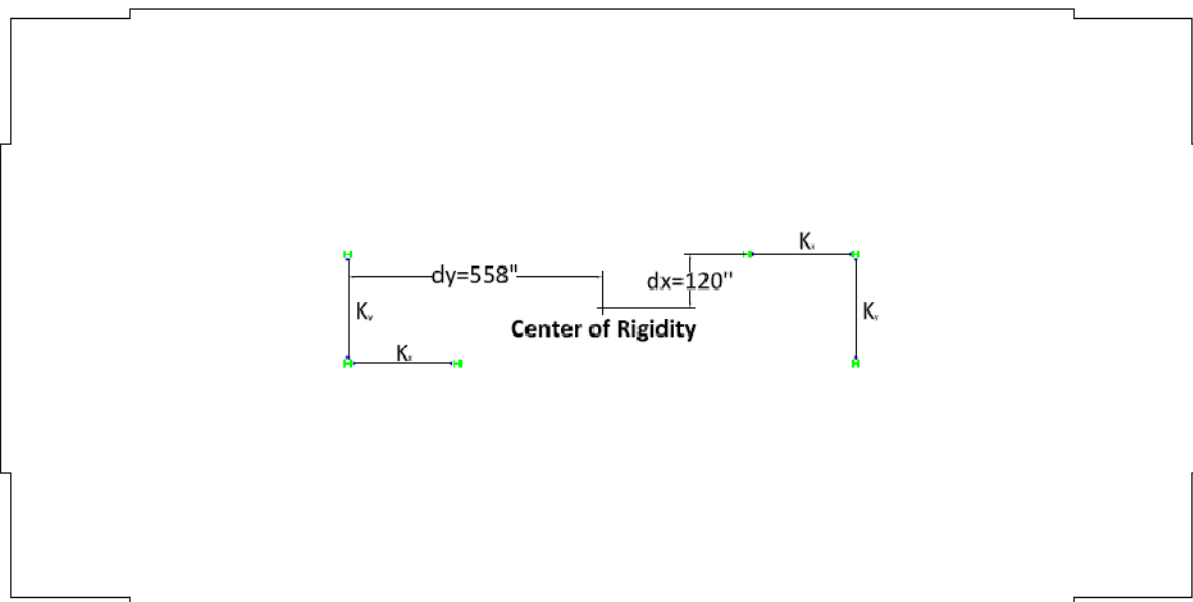 Kx
dy=558"
dx=120"
Ky
Ky
Center of Rigidity
Kx